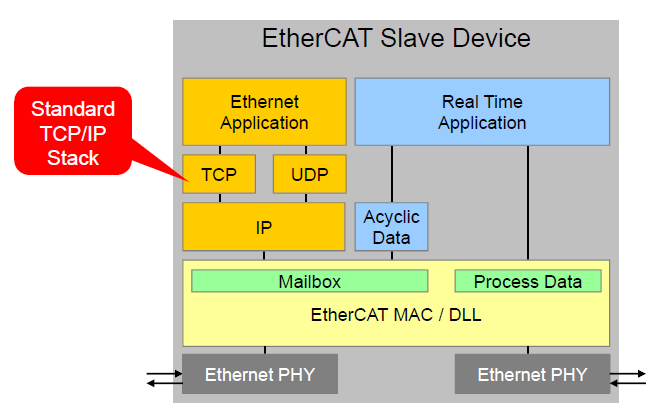 EtherCAT Slave Device
Standard
TCP/IP
Stack
Ethernet
Application
Real Time
Application
TCP
UDP
IP
Acyclic
Data
Mailbox
Process Data
EtherCAT MAC / DLL
Ethernet PHY
Ethernet PHY